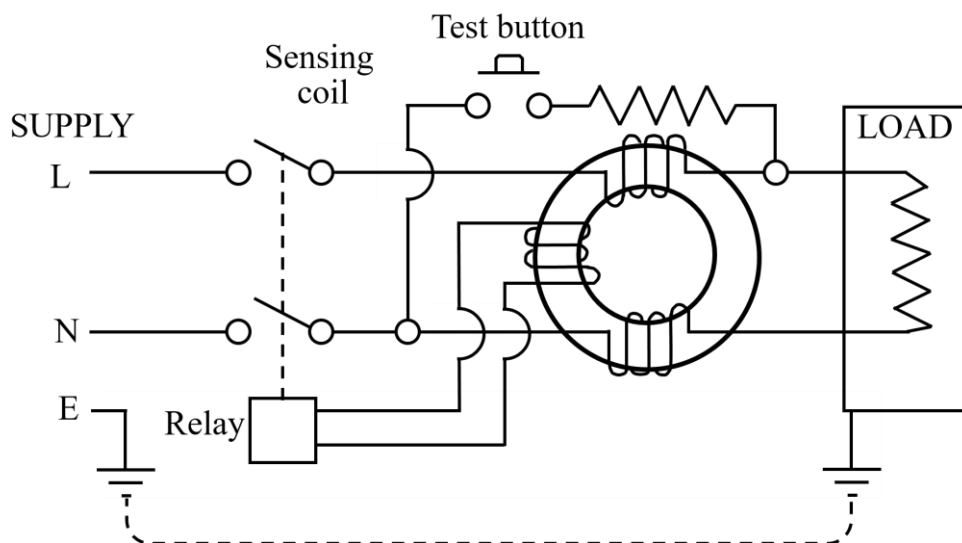 Test button
Sensing
coil
SUPPLY
LOAD
L
N
E
Relay